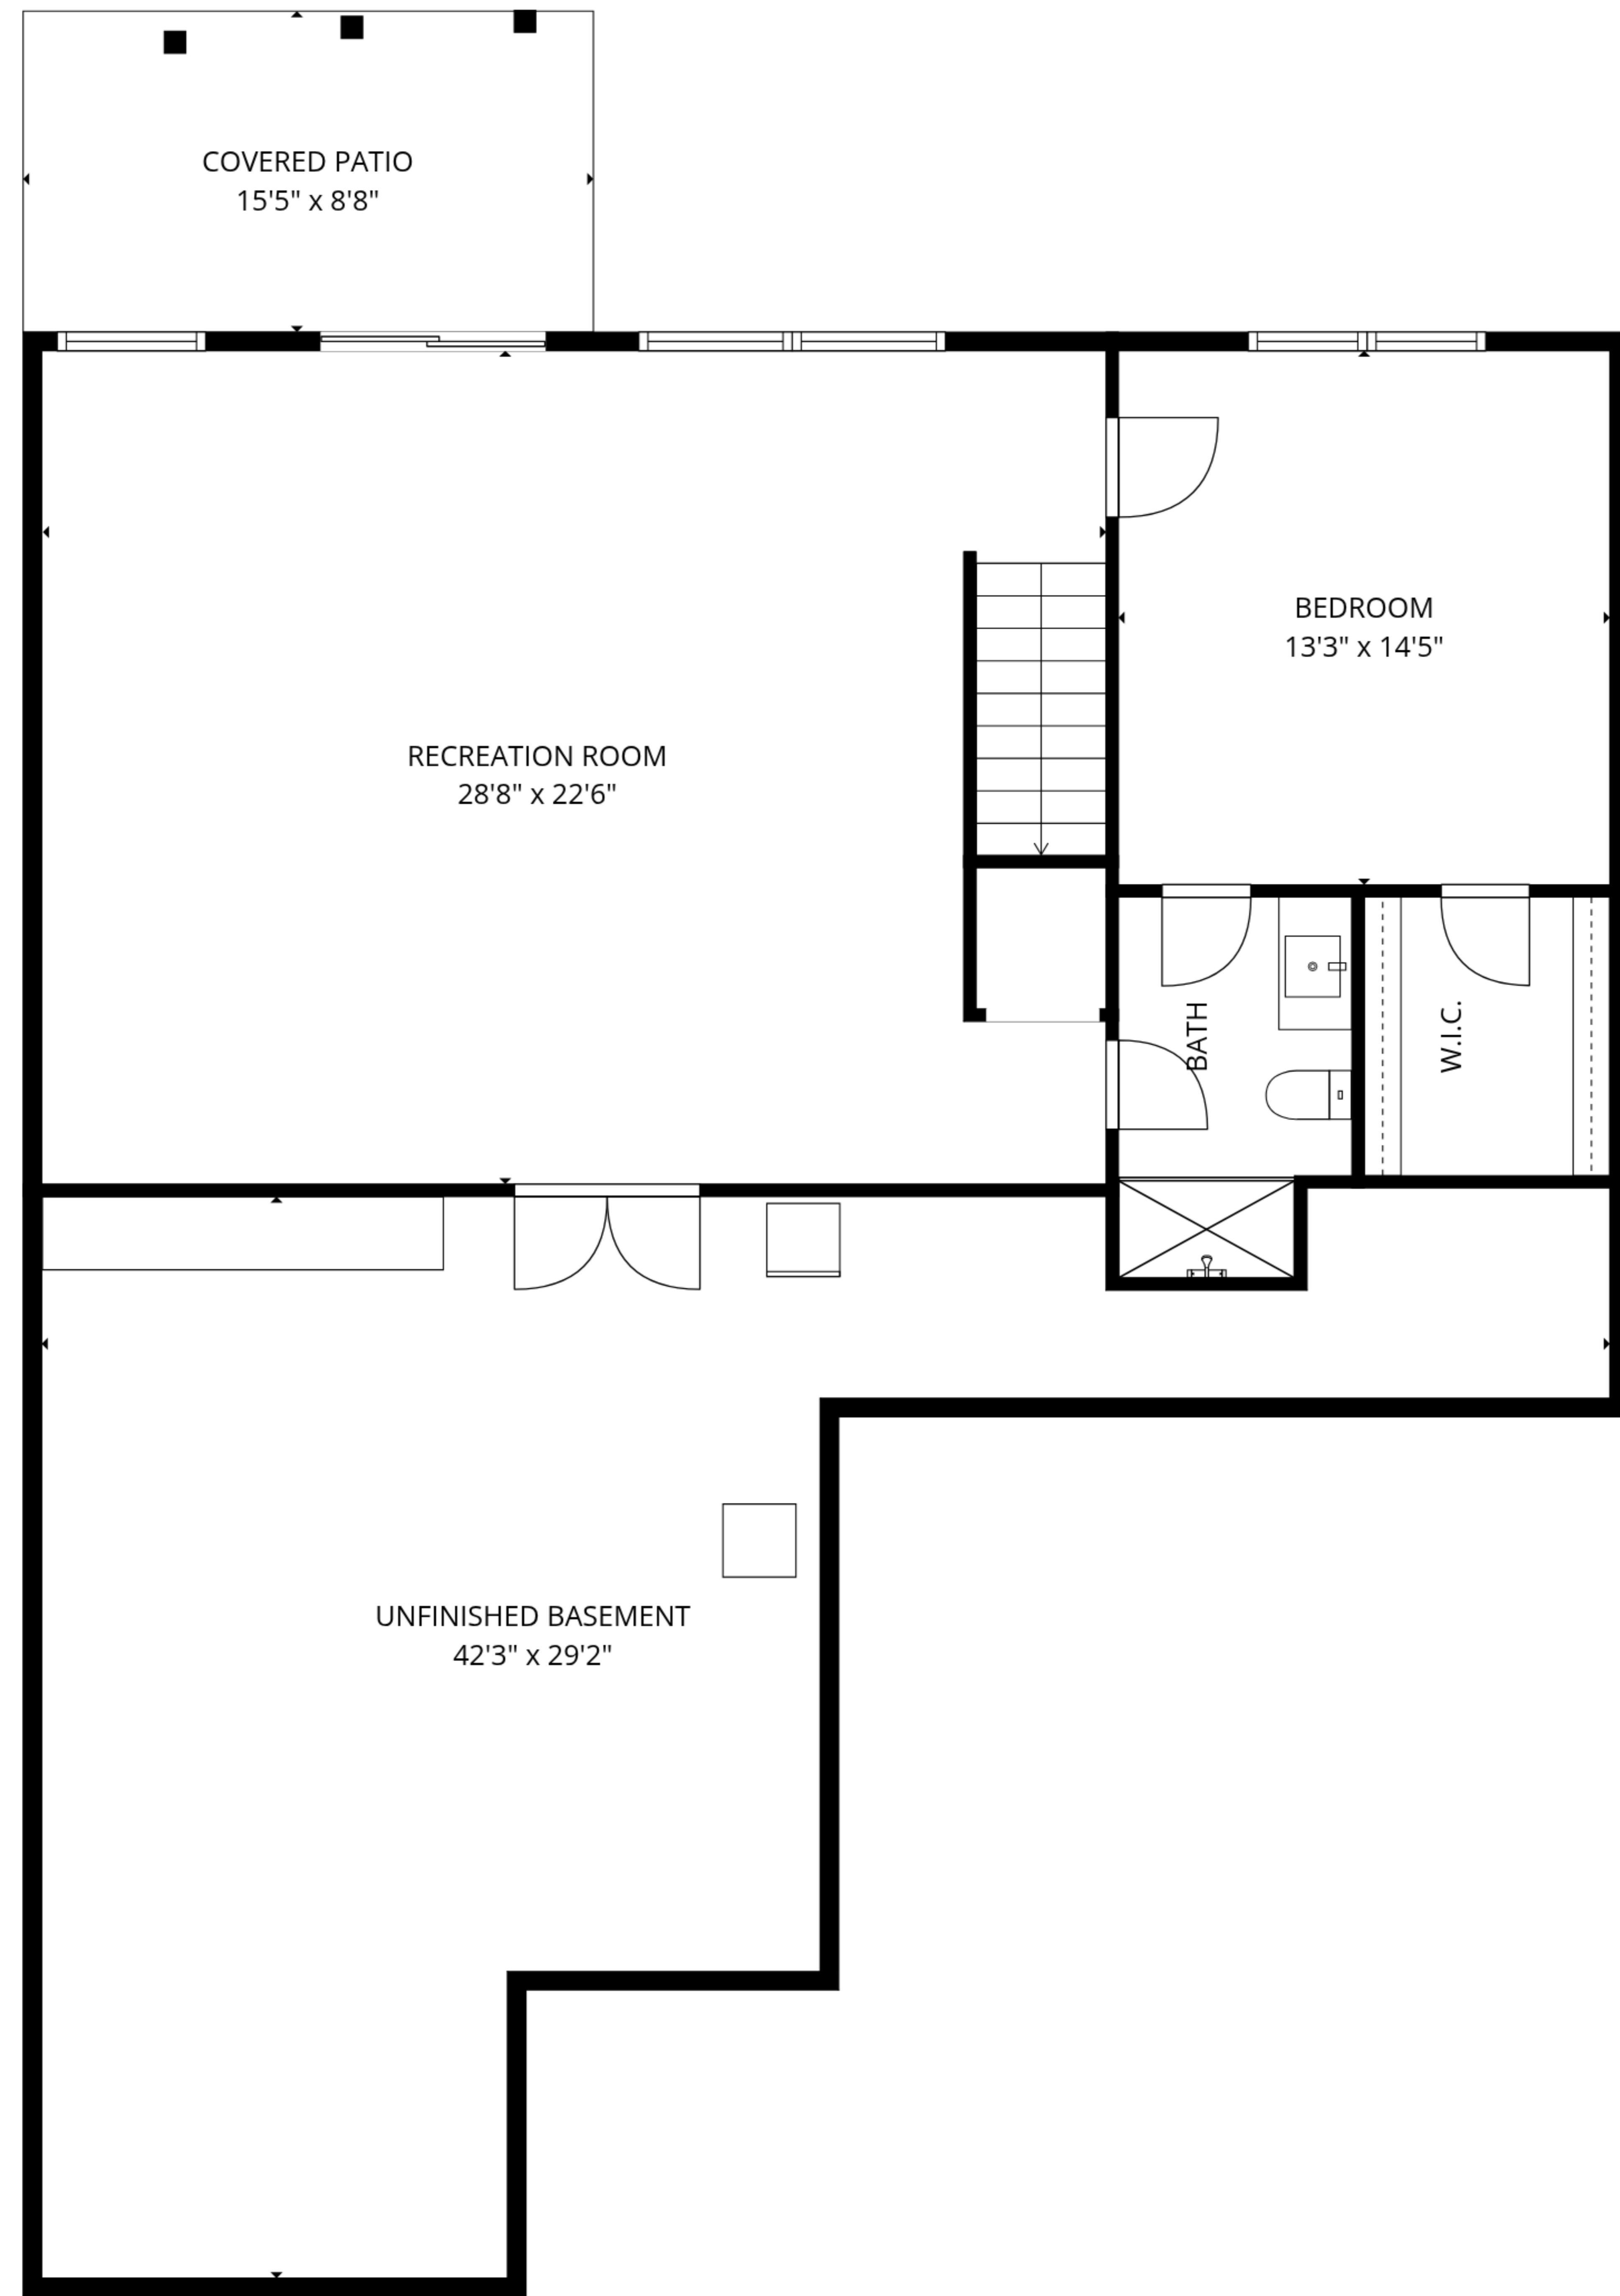 COVERED PATIO
15'5" x 8'8"
BEDROOM
13'3" x 14'5"
RECREATION ROOM
28'8" x 22'6"
BATH
W.I.C.
UNFINISHED BASEMENT
42'3" x 29'2"